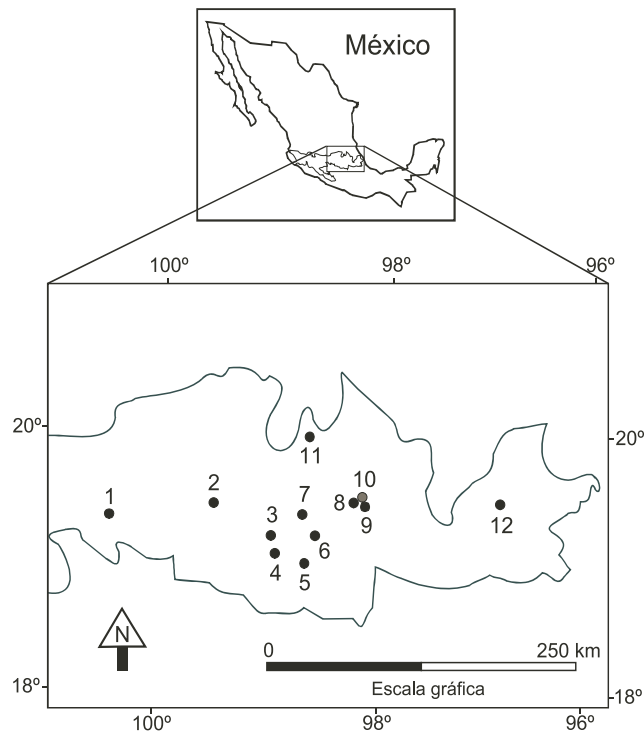 México
100º 98º 96º
20º 20º
11
10
1 2 7 8
9 12
3 6
4 5
N
0 250 km
Escala gráfica
18º 18º
100º 98º 96º